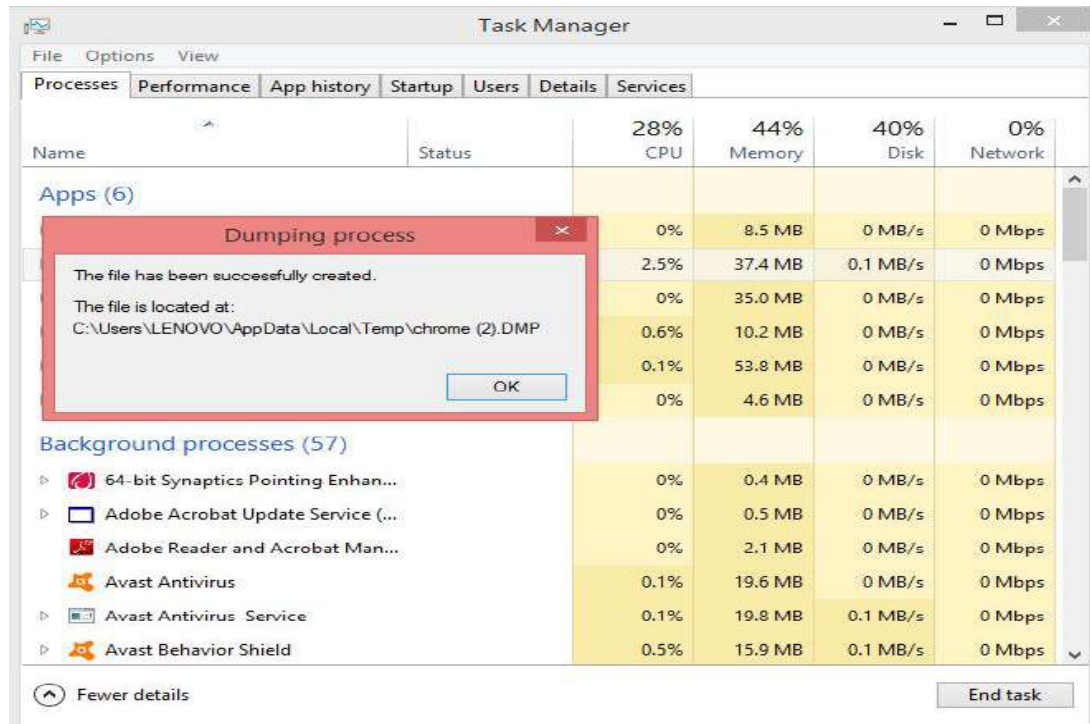 Task Manager
File Options View
Processes Performance App history Startup Users Details Services
28% 44% 40% 0%
Name Status CPU Memory Disk Network
Apps (6)
0% 8.5 MB 0 MB/s 0 Mbps
2.5% 37.4 MB 0.1 MB/s 0 Mbps
0% 35.0 MB 0 MB/s 0 Mbps
0.6% 10.2 MB 0 MB/s 0 Mbps
0.1% 53.8 MB 0 MB/s 0 Mbps
0% 4.6 MB 0 MB/s 0 Mbps
Dumping process
The file has been successfully created.
The file is located at:
C:\Users\LENOVO\AppData\Local\Temp\chrome (2).DMP
OK
Background processes (57)
64-bit Synaptics Pointing Enhan... 0% 0.4 MB 0 MB/s 0 Mbps
Adobe Acrobat Update Service (... 0% 0.5 MB 0 MB/s 0 Mbps
Adobe Reader and Acrobat Man... 0% 2.1 MB 0 MB/s 0 Mbps
Avast Antivirus 0.1% 19.6 MB 0 MB/s 0 Mbps
Avast Antivirus Service 0.1% 19.8 MB 0.1 MB/s 0 Mbps
Avast Behavior Shield 0.5% 15.9 MB 0.1 MB/s 0 Mbps
Fewer details End task